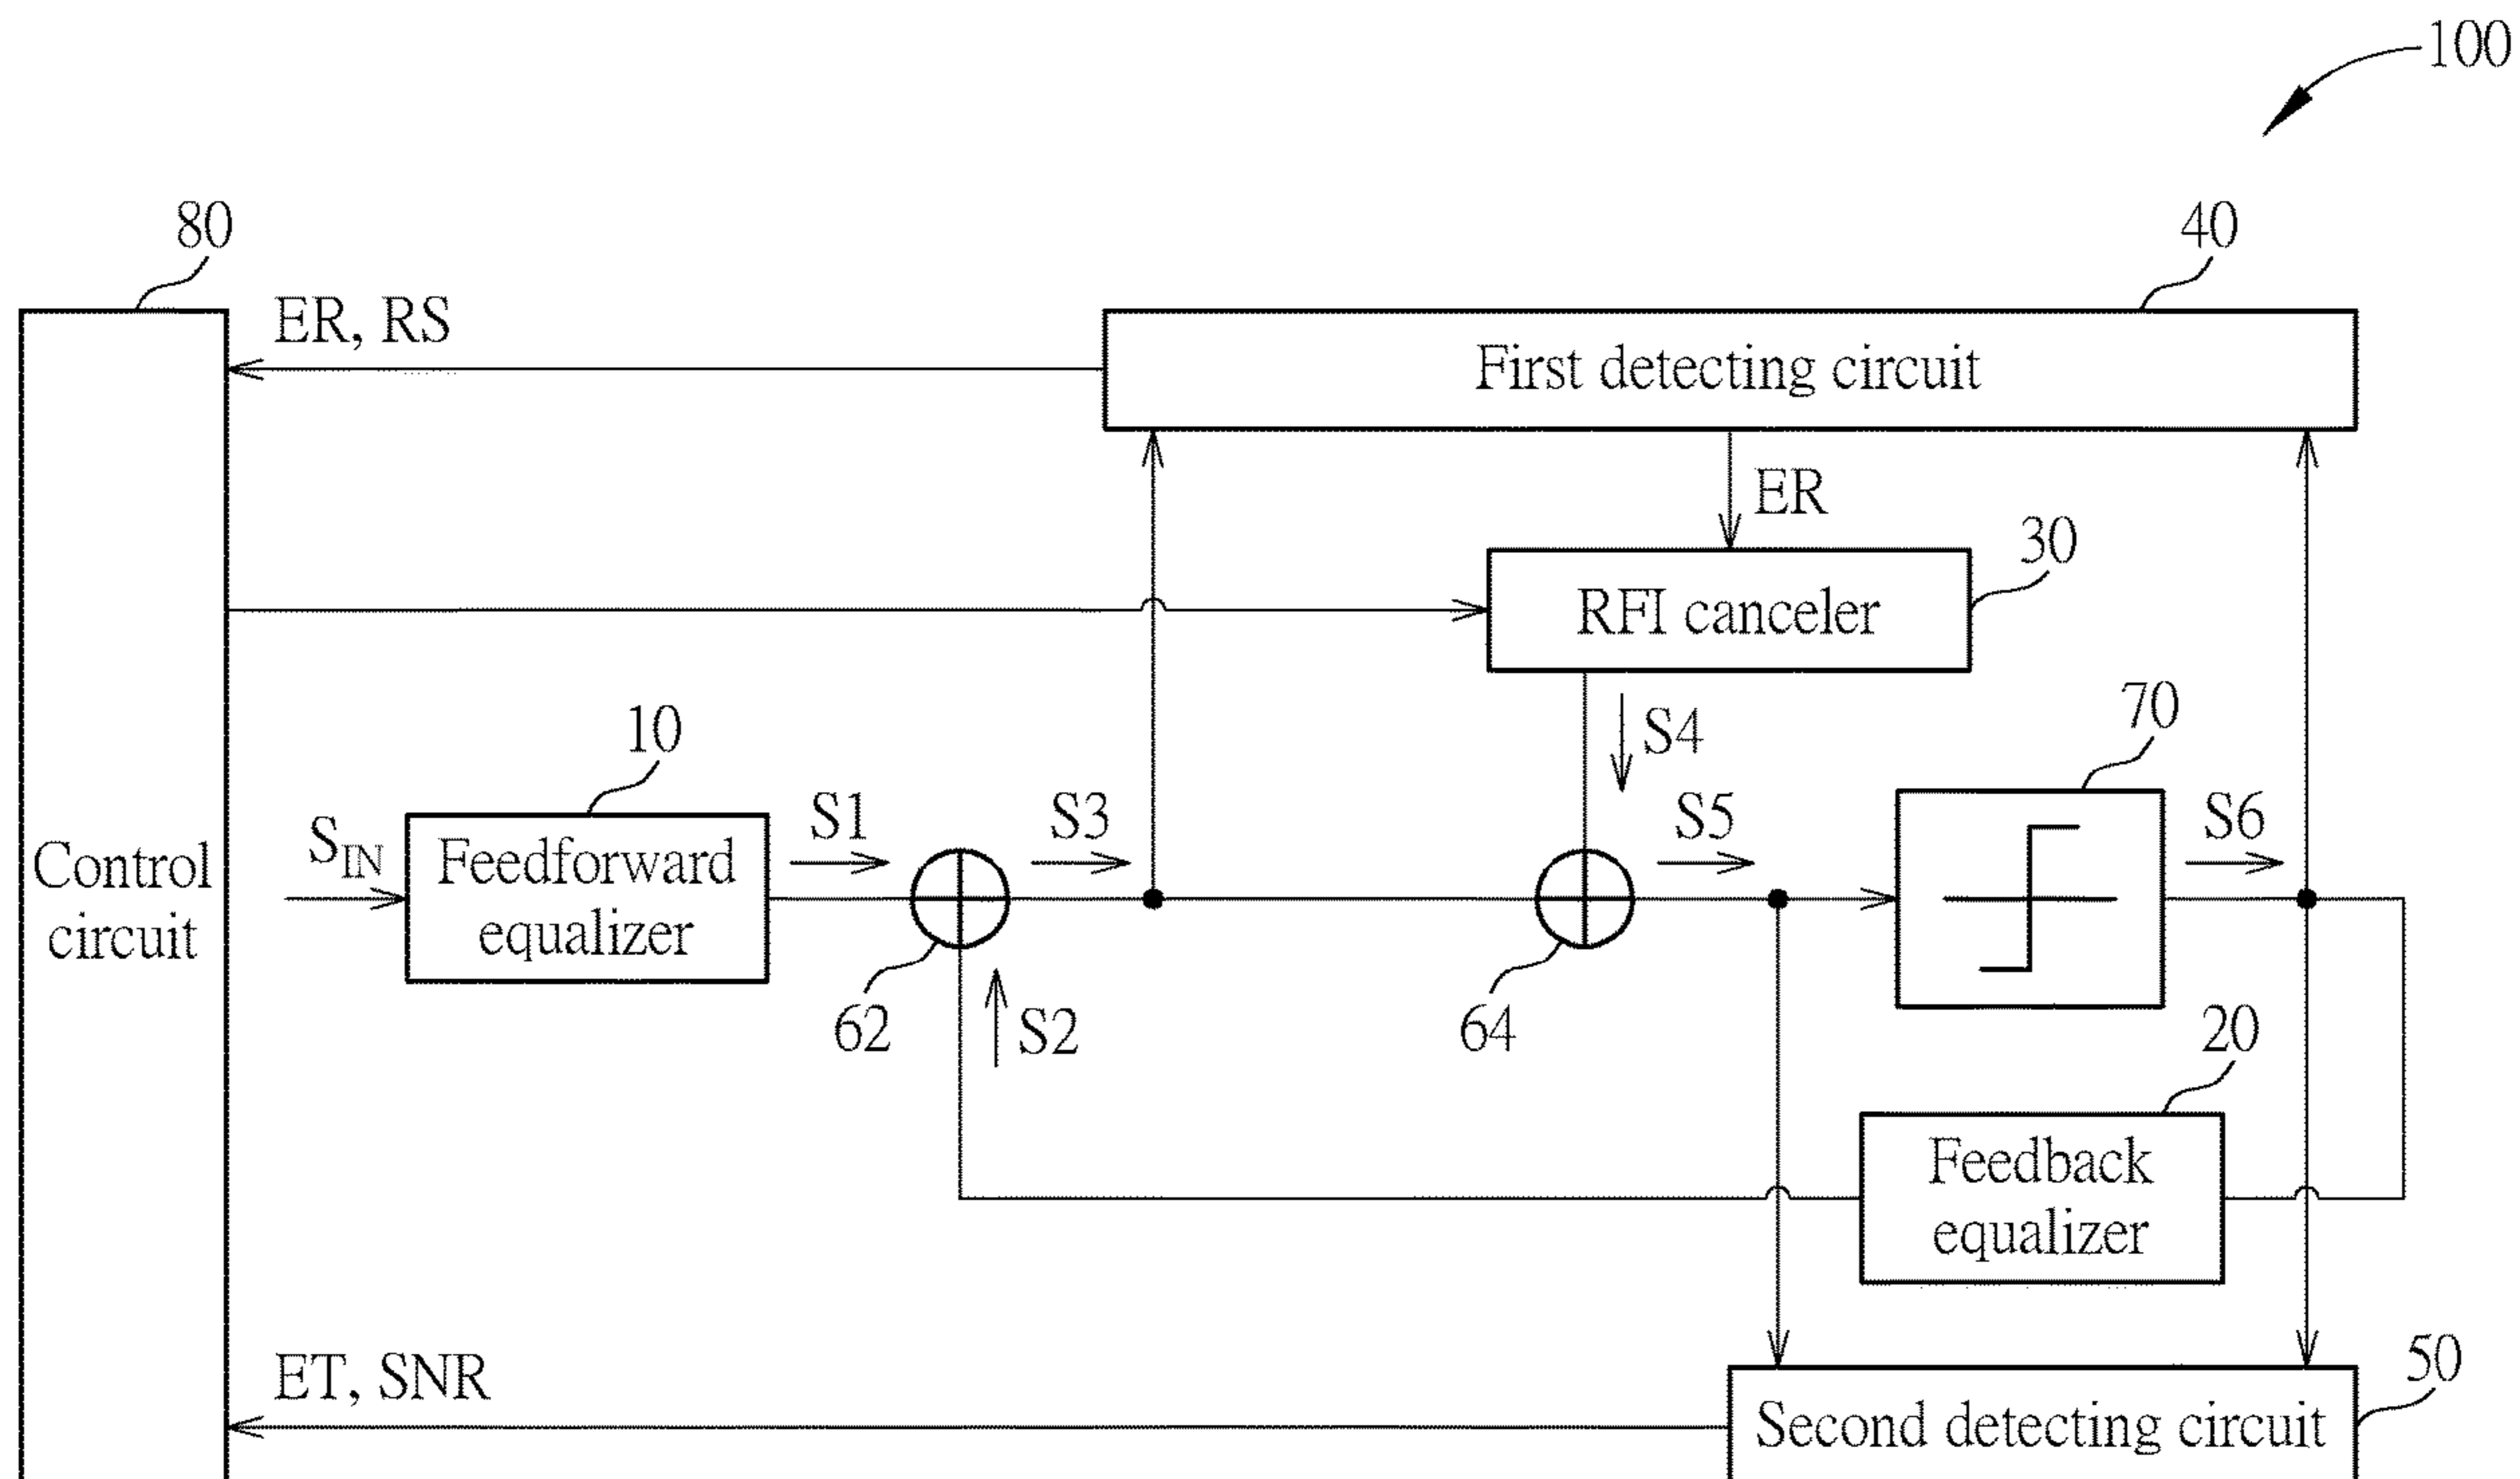 100
80
40
ER, RS
First detecting circuit
ER
30
RFI canceler
10
S4
70
S_IN
S1
S3
S5
S6
Feedforward
equalizer
Control
circuit
62
S2
64
20
Feedback
equalizer
ET, SNR
50
Second detecting circuit